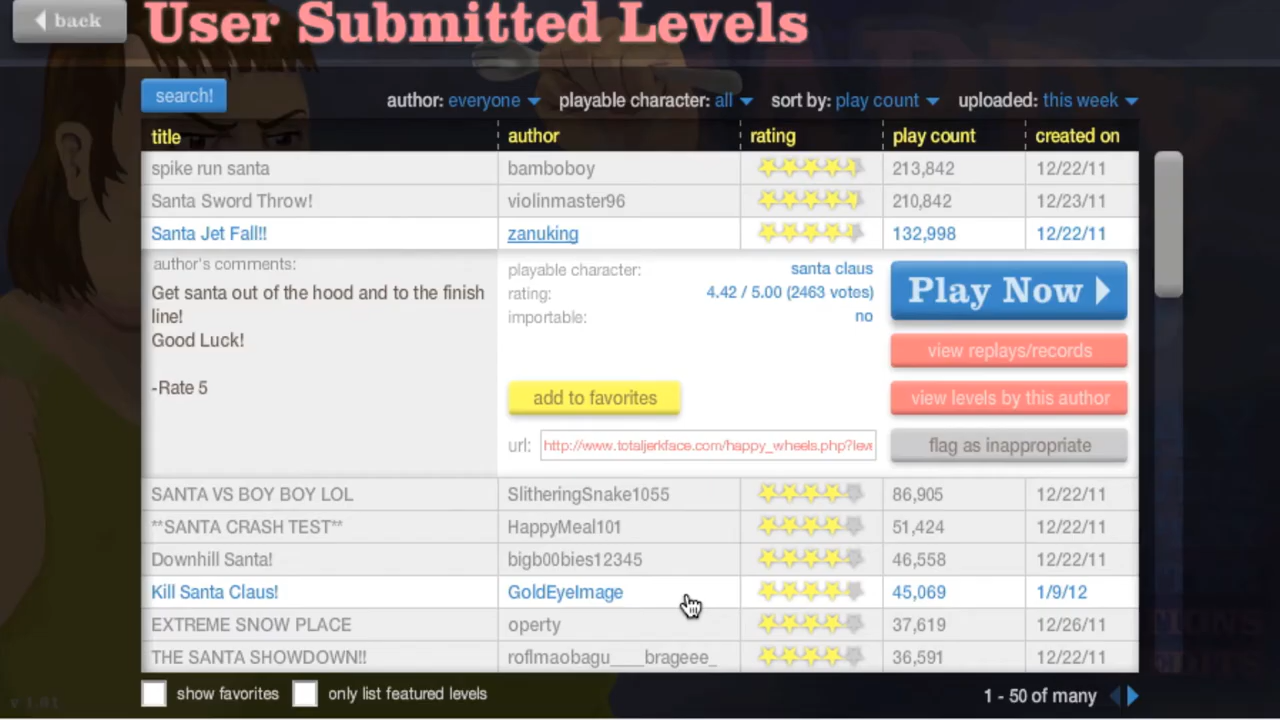 back
User Submitted Levels
search!
author: everyone playable character: all sort by: play count uploaded: this week
title author rating play count created on
spike run santa bamboboy 213,842 12/22/11
Santa Sword Throw! violinmaster96 210,842 12/23/11
Santa Jet Fall!! zanuking 132,998 12/22/11
author's comments:
Get santa out of the hood and to the finish
line!
Good Luck!
-Rate 5
playable character: santa claus
rating: 4.42 / 5.00 (2463 votes)
importable: no
add to favorites
url: http://www.totaljerkface.com/happy_wheels.php?leve
Play Now
view replays/records
view levels by this author
flag as inappropriate
SANTA VS BOY BOY LOL SlitheringSnake1055 86,905 12/22/11
**SANTA CRASH TEST** HappyMeal101 51,424 12/22/11
Downhill Santa! bigb00bies12345 46,558 12/22/11
Kill Santa Claus! GoldEyeImage 45,069 1/9/12
EXTREME SNOW PLACE operty 37,619 12/26/11
THE SANTA SHOWDOWN!! roflmaobagu____brageee_ 36,591 12/22/11
show favorites only list featured levels 1 - 50 of many